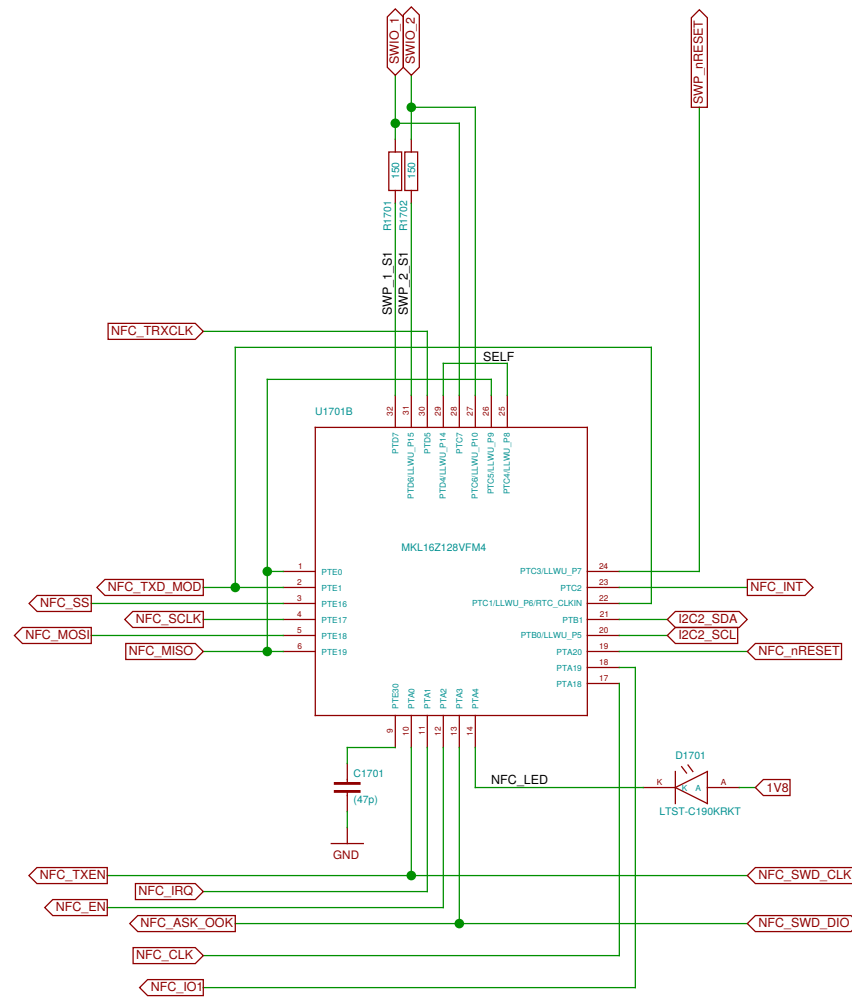 SWIO_1
SWIO_2
SWP_nRESET
150
150
R1701
R1702
SWP_1_S1
SWP_2_S1
NFC_TRXCLK
SELF
U1701B
32
31
30
29
28
27
26
25
PTD7
PTD6/LLWU_P15
PTD5
PTD4/LLWU_P14
PTC7
PTC6/LLWU_P10
PTC5/LLWU_P9
PTC4/LLWU_P8
MKL16Z128VFM4
1
PTE0
PTC3/LLWU_P7
24
NFC_TXD_MOD
2
PTE1
PTC2
23
NFC_INT
NFC_SS
3
PTE16
PTC1/LLWU_P6/RTC_CLKIN
22
NFC_SCLK
4
PTE17
PTB1
21
I2C2_SDA
NFC_MOSI
5
PTE18
PTB0/LLWU_P5
20
I2C2_SCL
NFC_MISO
6
PTE19
PTA20
19
NFC_nRESET
PTA19
18
PTA18
17
PTE30
PTA0
PTA1
PTA2
PTA3
PTA4
9
10
11
12
13
14
C1701
(47p)
GND
NFC_LED
D1701
K
K
A
A
1V8
LTST-C190KRKT
NFC_TXEN
NFC_SWD_CLK
NFC_IRQ
NFC_EN
NFC_ASK_OOK
NFC_SWD_DIO
NFC_CLK
NFC_IO1